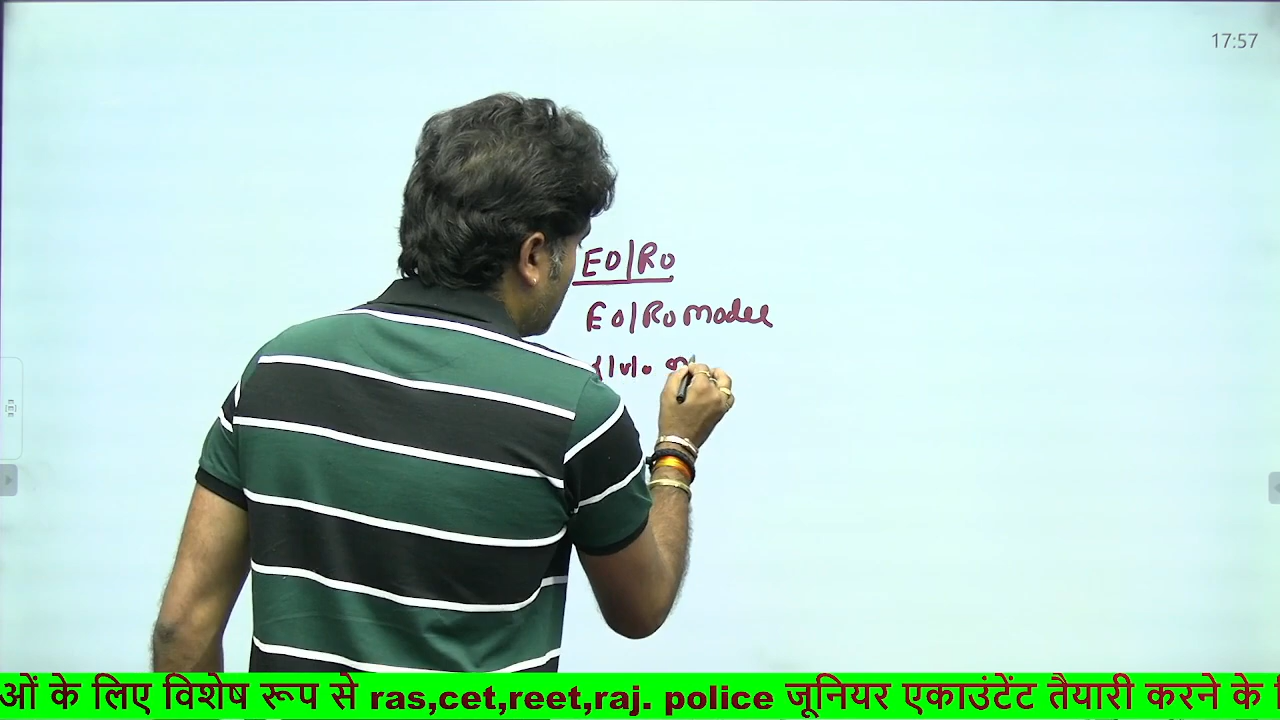 17:57
EO/RO
EO/RO model
ओं के लिए विशेष रूप से ras,cet,reet,raj. police जूनियर एकाउंटेंट तैयारी करने के